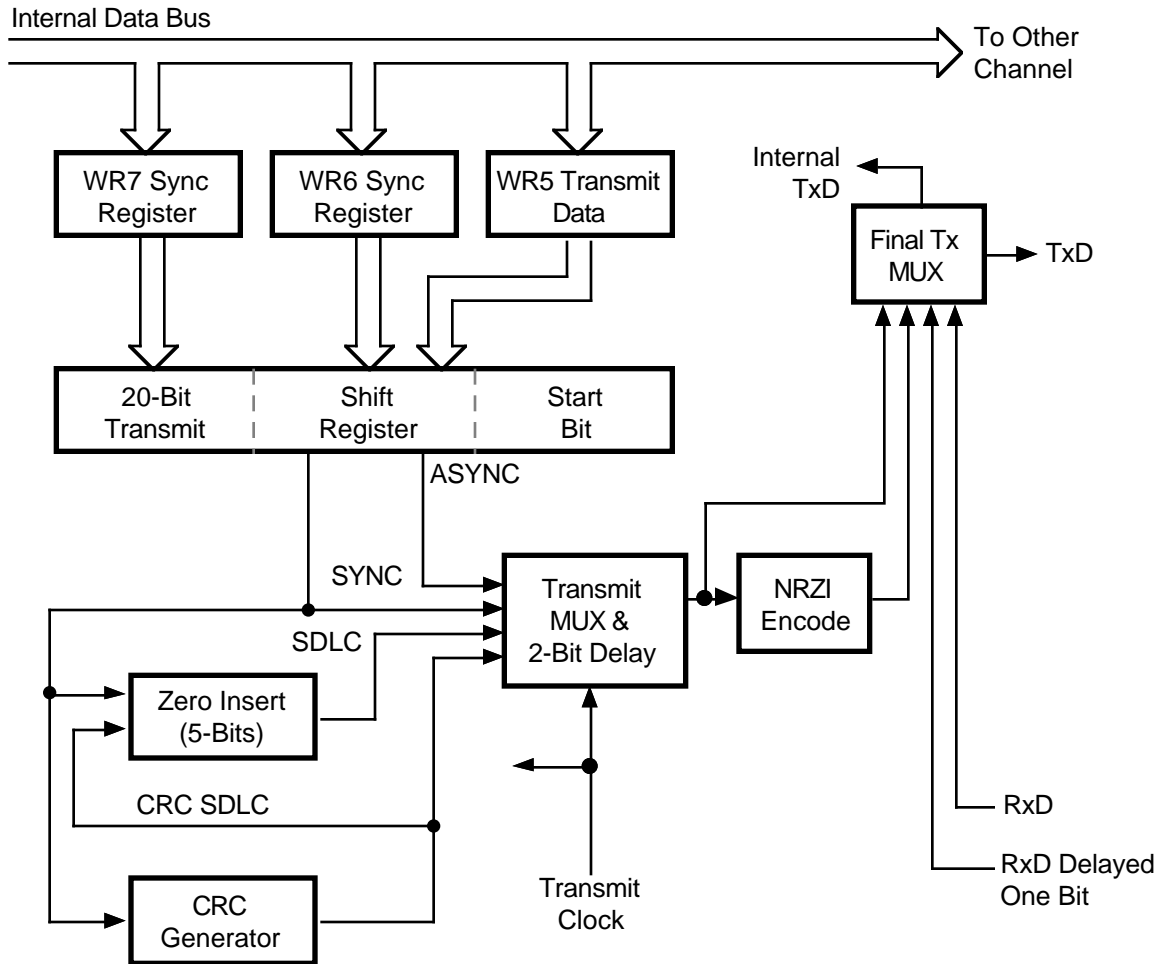 Internal Data Bus
To Other
Channel
WR7 Sync
Register
WR6 Sync
Register
WR5 Transmit
Data
Internal
TxD
Final Tx
MUX
TxD
20-Bit
Transmit
Shift
Register
Start
Bit
ASYNC
SYNC
SDLC
Transmit
MUX &
2-Bit Delay
NRZI
Encode
Zero Insert
(5-Bits)
CRC SDLC
CRC
Generator
Transmit
Clock
RxD
RxD Delayed
One Bit